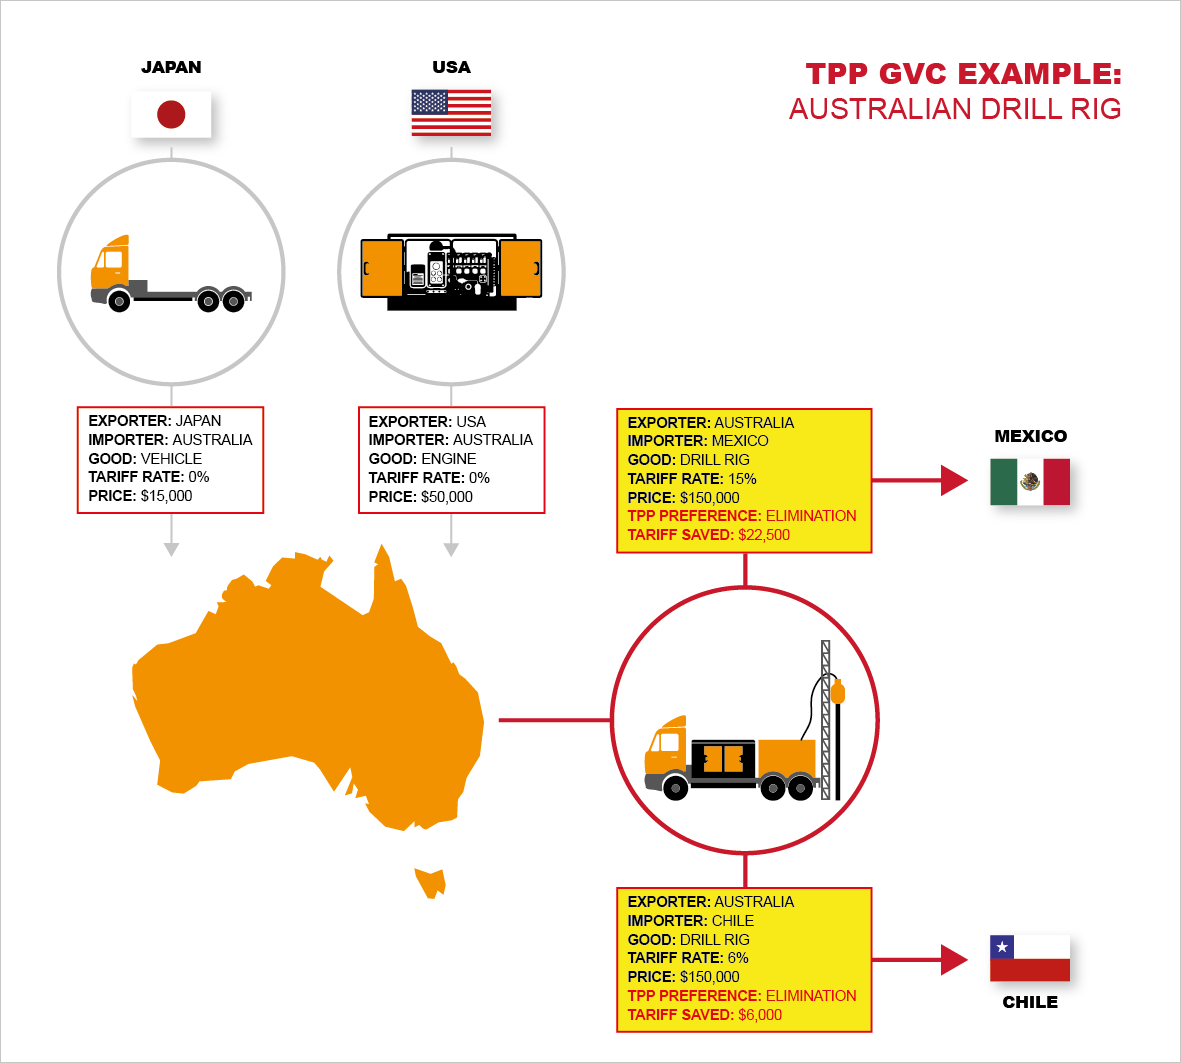 JAPAN
USA
TPP GVC EXAMPLE:
AUSTRALIAN DRILL RIG
EXPORTER: JAPAN
IMPORTER: AUSTRALIA
GOOD: VEHICLE
TARIFF RATE: 0%
PRICE: $15,000
EXPORTER: USA
IMPORTER: AUSTRALIA
GOOD: ENGINE
TARIFF RATE: 0%
PRICE: $50,000
EXPORTER: AUSTRALIA
IMPORTER: MEXICO
GOOD: DRILL RIG
TARIFF RATE: 15%
PRICE: $150,000
TPP PREFERENCE: ELIMINATION
TARIFF SAVED: $22,500
MEXICO
EXPORTER: AUSTRALIA
IMPORTER: CHILE
GOOD: DRILL RIG
TARIFF RATE: 6%
PRICE: $150,000
TPP PREFERENCE: ELIMINATION
TARIFF SAVED: $6,000
CHILE